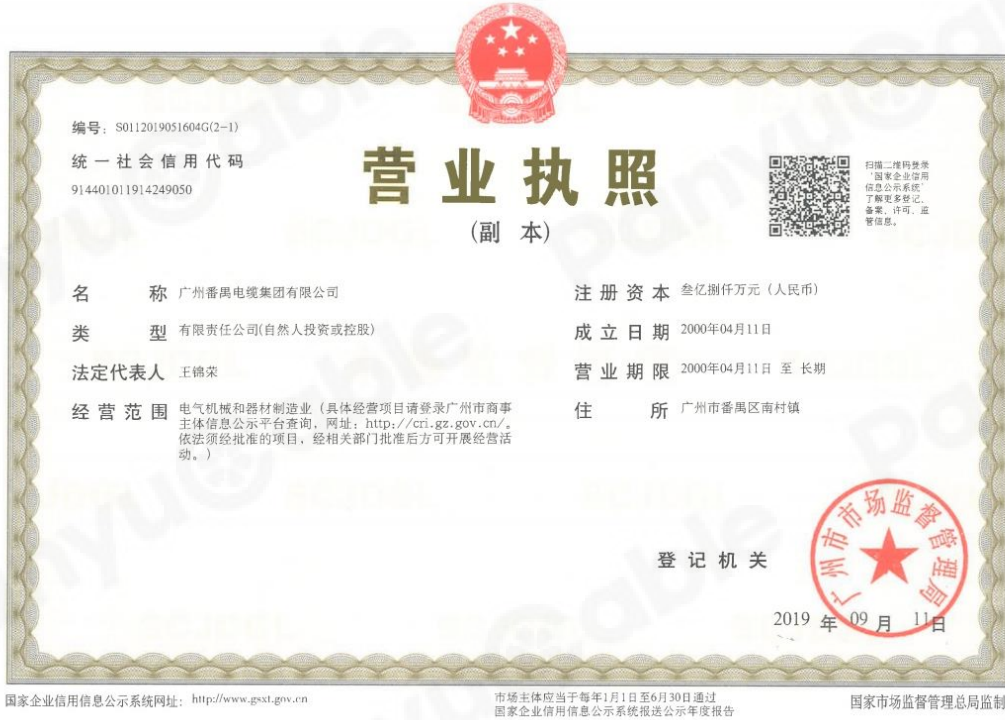 编号：S0112019051604G(2-1)
统一社会信用代码
914401011914249050
营业执照
(副 本)
扫描二维码登录
‘国家企业信用
信息公示系统’
了解更多登记、
备案、许可、监
管信息。
名 称 广州番禺电缆集团有限公司
类 型 有限责任公司(自然人投资或控股)
法定代表人 王锦荣
经营范围 电气机械和器材制造业（具体经营项目请登录广州市商事
主体信息公示平台查询，网址：http://cri.gz.gov.cn/。
依法须经批准的项目，经相关部门批准后方可开展经营活
动。）
注册资本 叁亿捌仟万元（人民币）
成立日期 2000年04月11日
营业期限 2000年04月11日 至 长期
住 所 广州市番禺区南村镇
登记机关
广州市市场监督管理局
2019 年 09 月 11日
国家企业信用信息公示系统网址：http://www.gsxt.gov.cn
市场主体应当于每年1月1日至6月30日通过
国家企业信用信息公示系统报送公示年度报告
国家市场监督管理总局监制
Panyu Cable